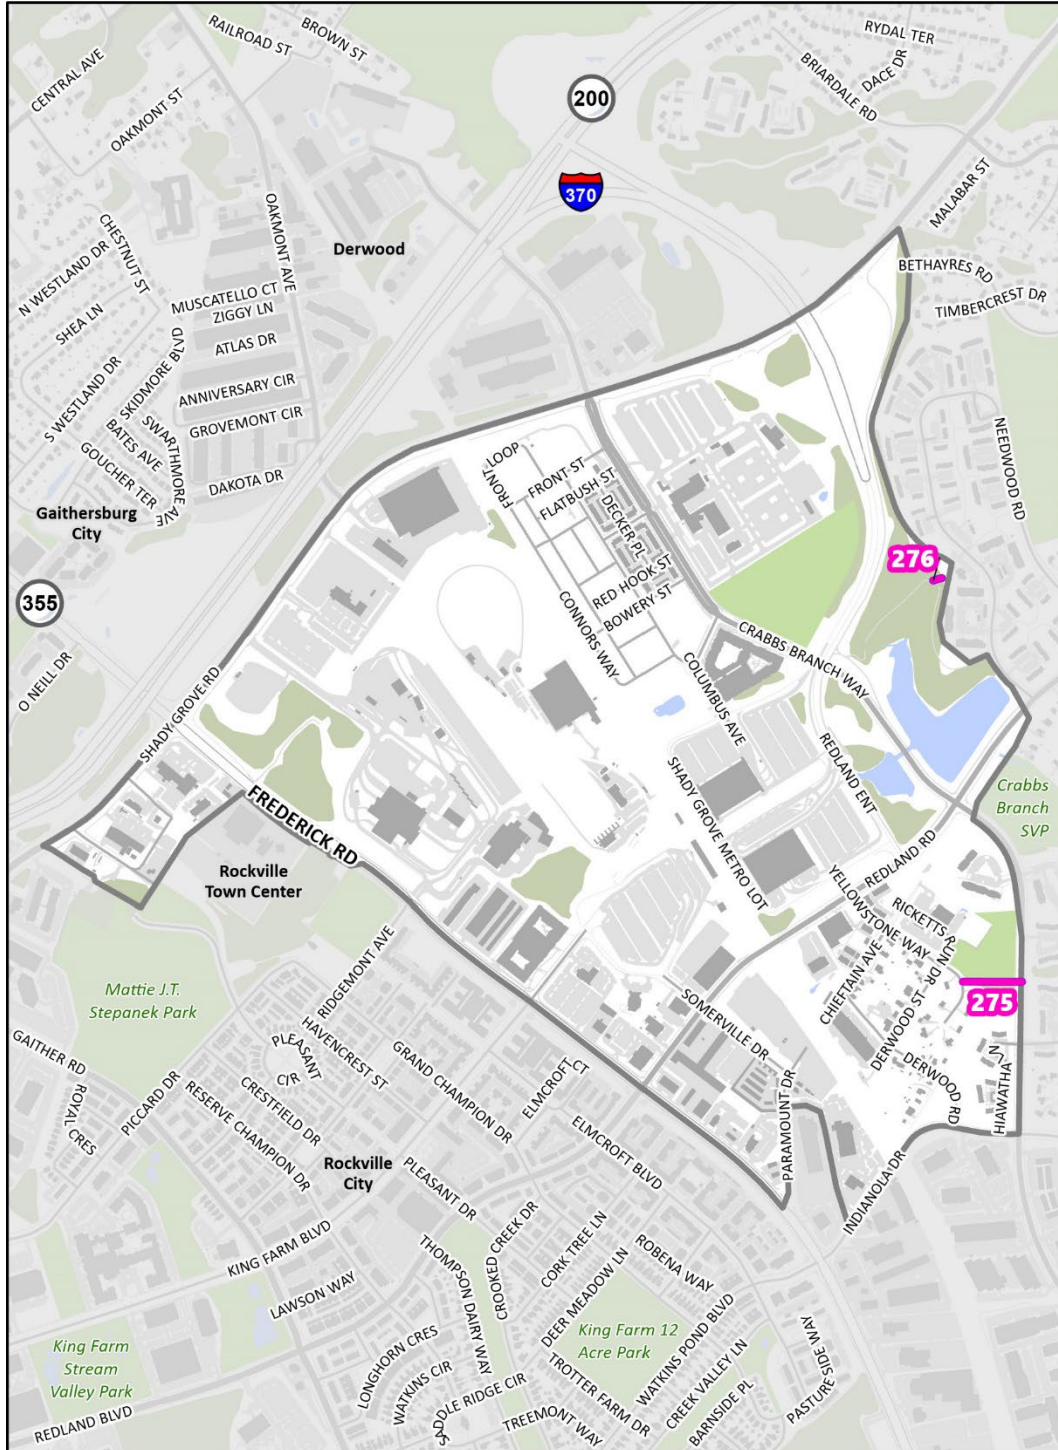 RAILROAD ST
BROWN ST
RYDAL TER
DACE DR
BRIARDALE RD
CENTRAL AVE
OAKMONT ST
200
370
MALABAR ST
OAKMONT AVE
CHESTNUT ST
N WESTLAND DR
Derwood
BETHAYRES RD
TIMBERCREST DR
MUSCATELLO CT
ZIGGY LN
SHEA LN
SKIDMORE BLVD
ATLAS DR
S WESTLAND DR
ANNIVERSARY CIR
SWARTHMORE AVE
BATES AVE
GROVEMONT CIR
GOUCHER TER
DAKOTA DR
NEEDWOOD RD
FRONT LOOP
FRONT ST
FLATBUSH ST
DECKER PL
Gaithersburg
City
276
RED HOOK ST
BOWERY ST
355
CONNORS WAY
CRABBS BRANCH WAY
O NEILL DR
SHADY GROVE RD
COLUMBUS AVE
REDLAND ENT
SHADY GROVE METRO LOT
Crabbs
Branch
SVP
FREDERICK RD
REDLAND RD
Rockville
Town Center
YELLOWSTONE WAY
RICKETTS RUN DR
CHIEFTAIN AVE
RIDGEMONT AVE
Mattie J.T.
Stepanek Park
275
SOMERVILLE DR
DERWOOD ST
GAITHER RD
PLEASANT CIR
HAVENCREST ST
GRAND CHAMPION DR
DERWOOD RD
HIAWATHA LN
ROYAL CRES
PICCARD DR
CRESTFIELD DR
RESERVE CHAMPION DR
ELMCROFT CT
PARAMOUNT DR
ELMCROFT BLVD
Rockville
City
PLEASANT DR
INDIANOLA DR
KING FARM BLVD
THOMPSON DAIRY WAY
CROOKED CREEK DR
CORK TREE LN
ROBENA WAY
LAWSON WAY
DEER MEADOW LN
King Farm
Stream
Valley Park
LONGHORN CRES
WATKINS CIR
King Farm 12
Acre Park
WATKINS POND BLVD
PASTURE SIDE WAY
SADDLE RIDGE CIR
TROTTER FARM DR
CREEK VALLEY LN
BARNSIDE PL
REDLAND BLVD
TREEMONT WAY